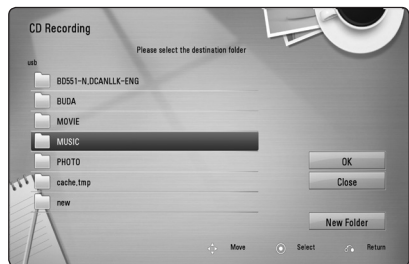 CD Recording
Please select the destination folder
usb
BD551-N,DCANLLK-ENG
BUDA
MOVIE
MUSIC
PHOTO
cache,tmp
new
OK
Close
New Folder
Move Select Return